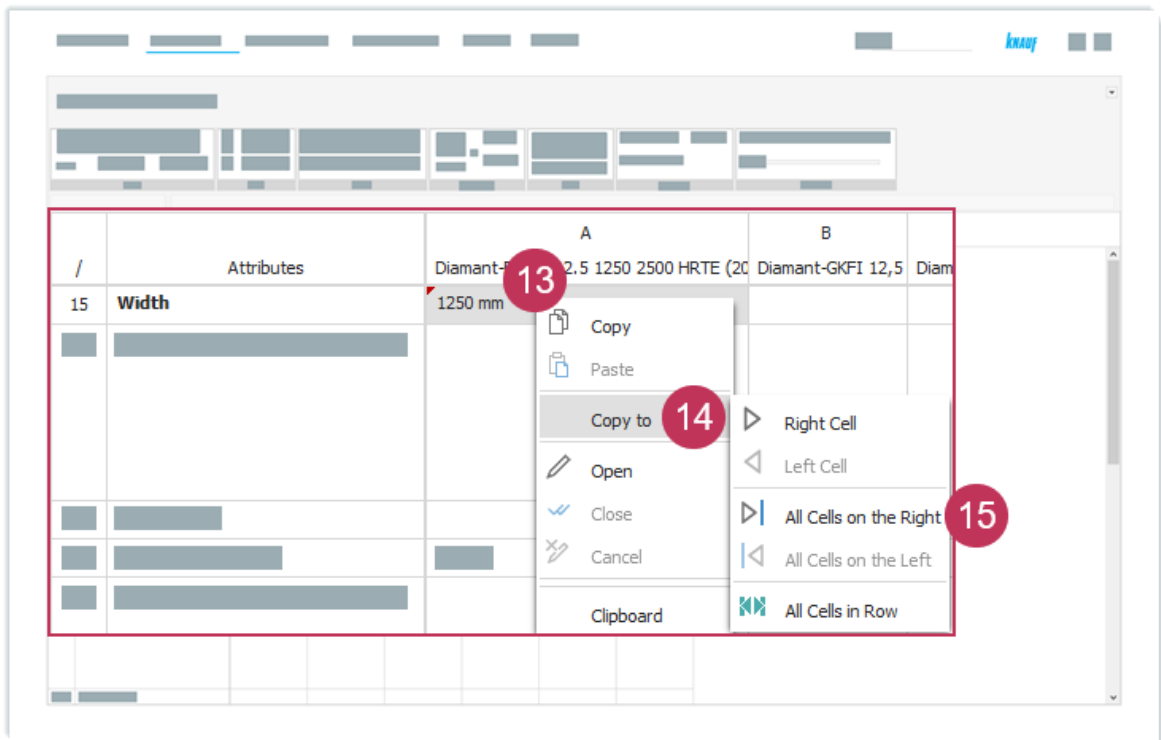 KNAUF
A B
/ Attributes Diamant- 2.5 1250 2500 HRTE (20 Diamant-GKFI 12,5 Diam
13
15 Width 1250 mm
Copy
Paste
Copy to 14
Right Cell
Left Cell
Open
Close
All Cells on the Right 15
Cancel
All Cells on the Left
Clipboard
All Cells in Row